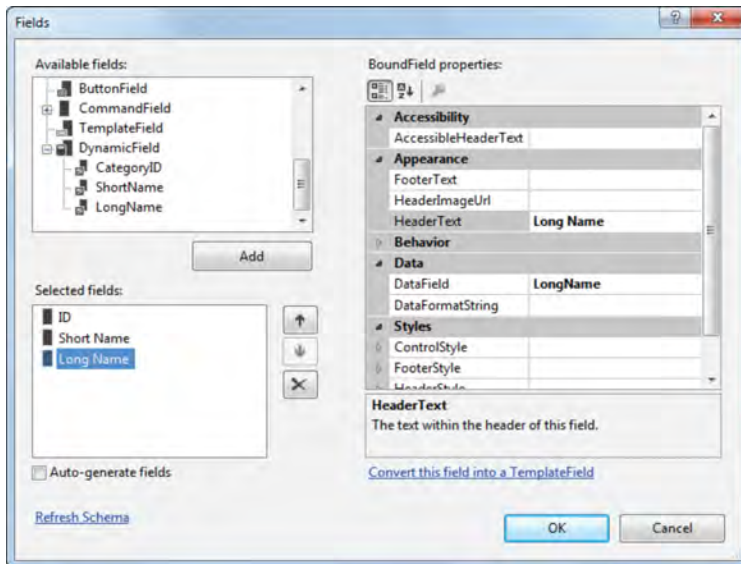 Fields
Available fields:
ButtonField
CommandField
TemplateField
DynamicField
CategoryID
ShortName
LongName
Add
Selected fields:
ID
Short Name
Long Name
Auto-generate fields
Refresh Schema
BoundField properties:
Accessibility
AccessibleHeaderText
Appearance
FooterText
HeaderImageUrl
HeaderText Long Name
Behavior
Data
DataField LongName
DataFormatString
Styles
ControlStyle
FooterStyle
HeaderStyle
HeaderText
The text within the header of this field.
Convert this field into a TemplateField
OK Cancel